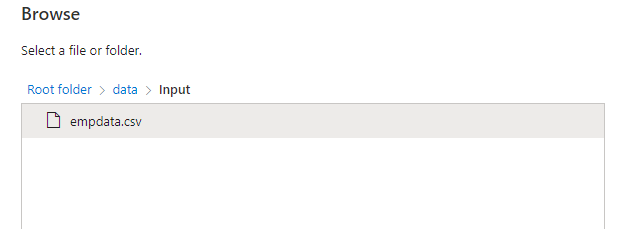 Browse
Select a file or folder.
Root folder > data > Input
empdata.csv